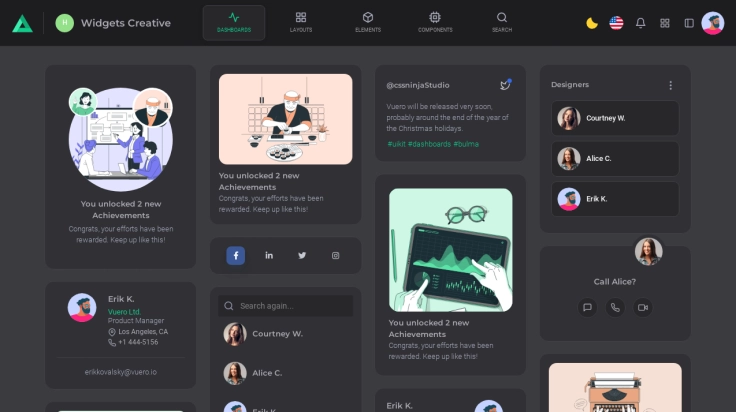 H
Widgets Creative
DASHBOARDS
LAYOUTS
ELEMENTS
COMPONENTS
SEARCH
You unlocked 2 new
Achievements
Congrats, your efforts have been
rewarded. Keep up like this!
Erik K.
Vuero Ltd.
Product Manager
Los Angeles, CA
+1 444-5156
erikkovalsky@vuero.io
You unlocked 2 new
Achievements
Congrats, your efforts have been
rewarded. Keep up like this!
Search again...
Courtney W.
Alice C.
Erik K.
@cssninjaStudio
Vuero will be released very soon,
probably around the end of the year of
the Christmas holidays.
#uikit #dashboards #bulma
You unlocked 2 new
Achievements
Congrats, your efforts have been
rewarded. Keep up like this!
Erik K.
Designers
Courtney W.
Alice C.
Erik K.
Call Alice?